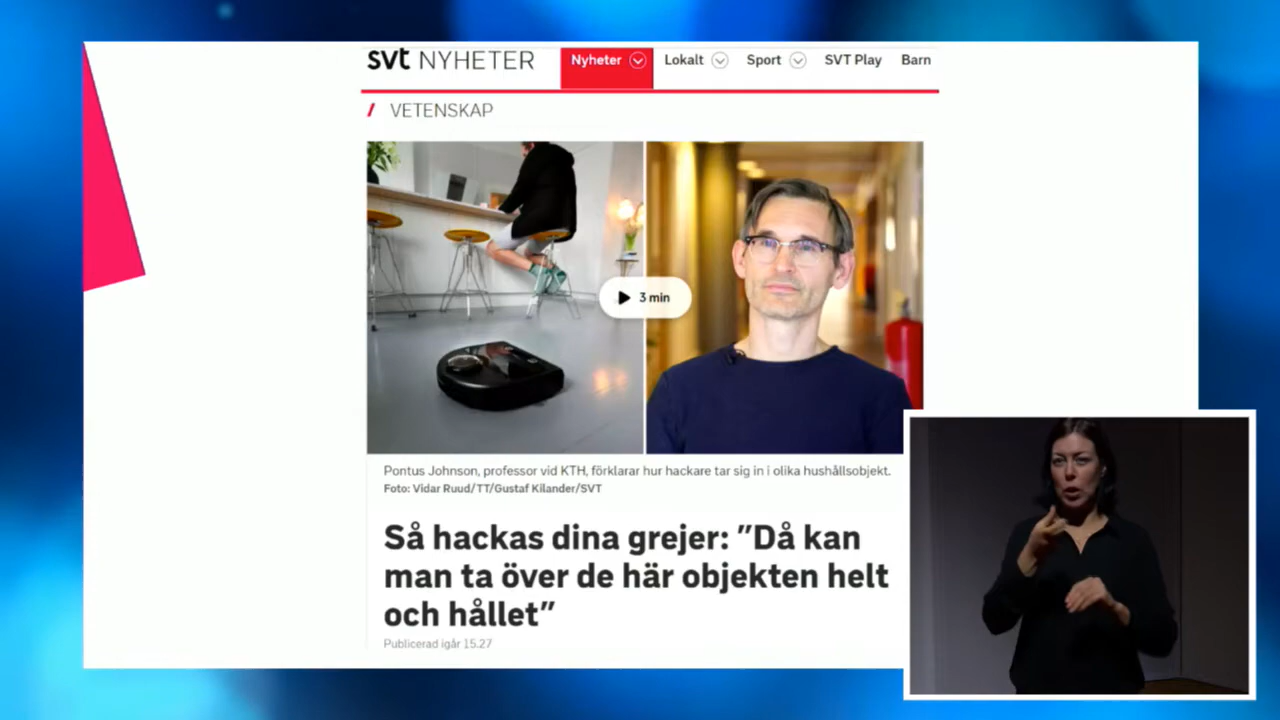 svt NYHETER
Nyheter Lokalt Sport SVT Play Barn
/ VETENSKAP
3 min
Pontus Johnson, professor vid KTH, förklarar hur hackare tar sig in i olika hushållsobjekt.
Foto: Vidar Ruud/TT/Gustaf Kilander/SVT
Så hackas dina grejer: ”Då kan
man ta över de här objekten helt
och hållet”
Publicerad igår 15.27